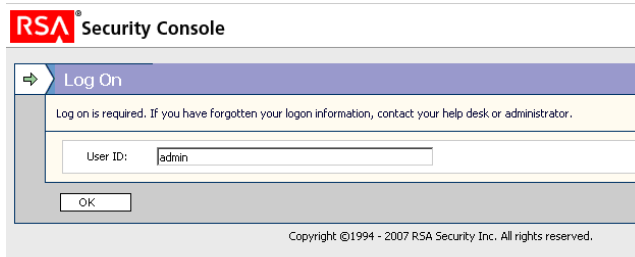 RSA® Security Console
Log On
Log on is required. If you have forgotten your logon information, contact your help desk or administrator.
User ID: admin
OK
Copyright ©1994 - 2007 RSA Security Inc. All rights reserved.